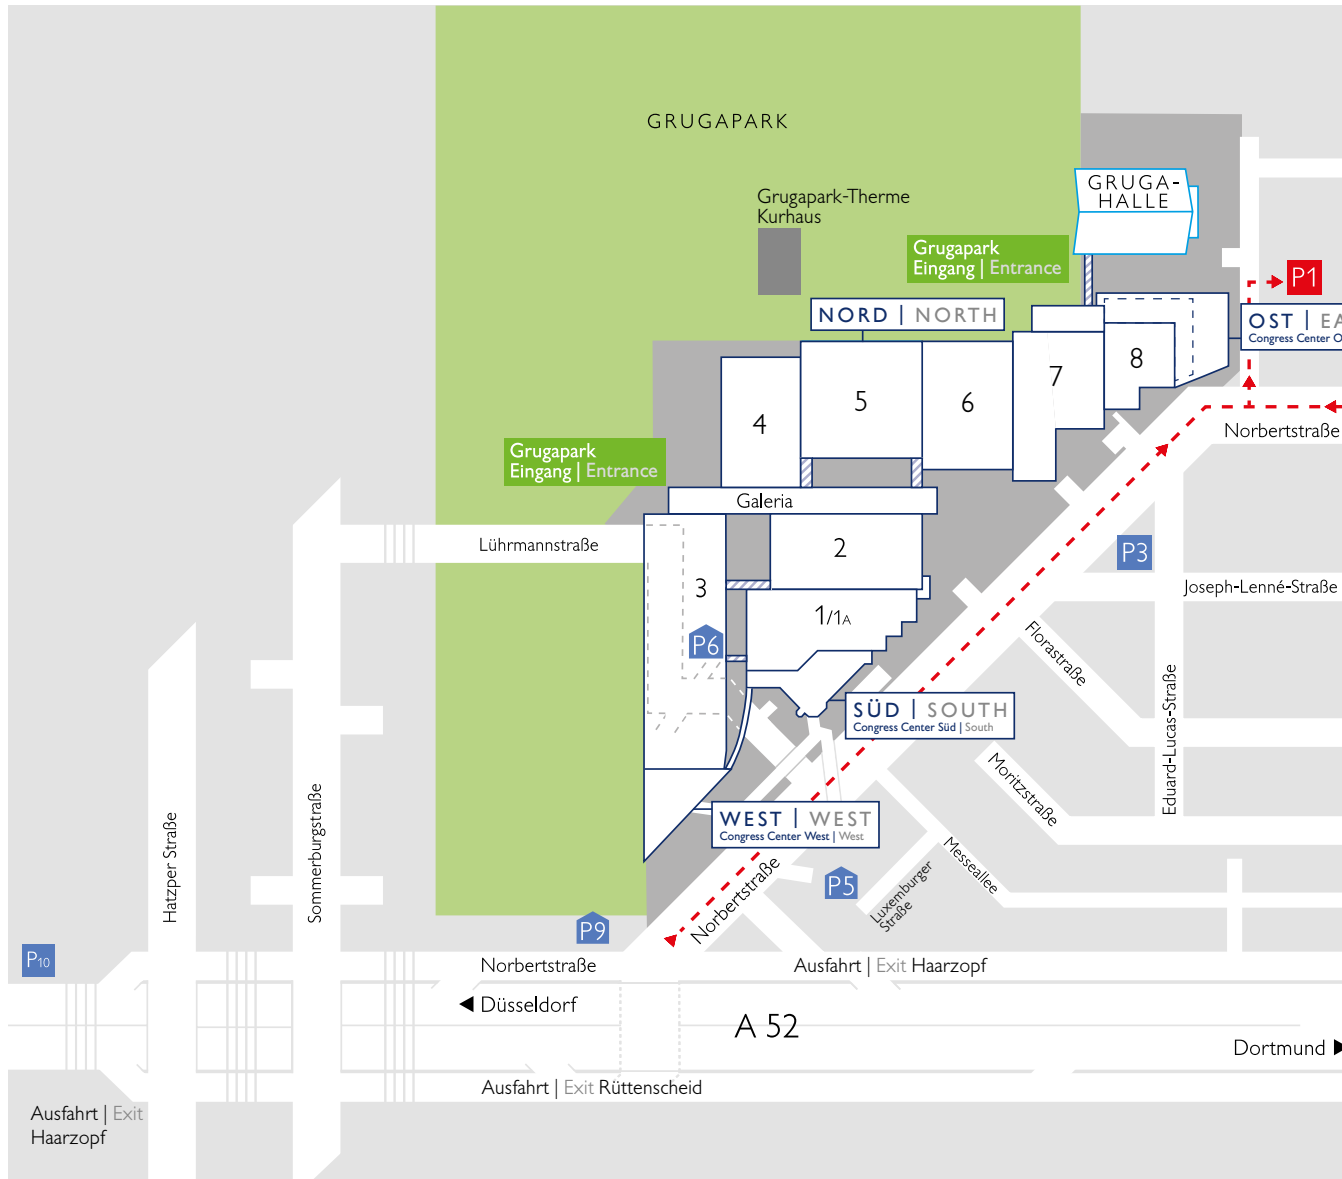 GRUGAPARK
GRUGA-
HALLE
Grugapark-Therme
Kurhaus
Grugapark
Eingang | Entrance
P1
NORD | NORTH
OST | EA
Congress Center O
8
7
5
6
4
Norbertstraße
Grugapark
Eingang | Entrance
Galeria
2
Lührmannstraße
P3
3
Joseph-Lenné-Straße
1/1A
P6
Florastraße
SÜD | SOUTH
Congress Center Süd | South
Eduard-Lucas-Straße
Moritzstraße
WEST | WEST
Congress Center West | West
Hatzper Straße
Sommerburgstraße
Messeallee
P5
Luxemburger
Straße
Norbertstraße
P9
P10
Norbertstraße
Ausfahrt | Exit Haarzopf
Düsseldorf
A 52
Dortmund
Ausfahrt | Exit Rüttenscheid
Ausfahrt | Exit
Haarzopf